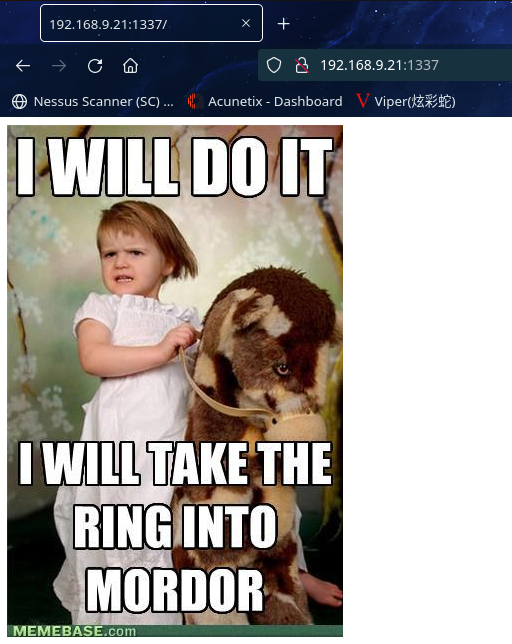 192.168.9.21:1337/
192.168.9.21:1337
Nessus Scanner (SC) ...
Acunetix - Dashboard
Viper(炫彩蛇)
I WILL DO IT
I WILL TAKE THE
RING INTO
MORDOR
MEMEBASE.com